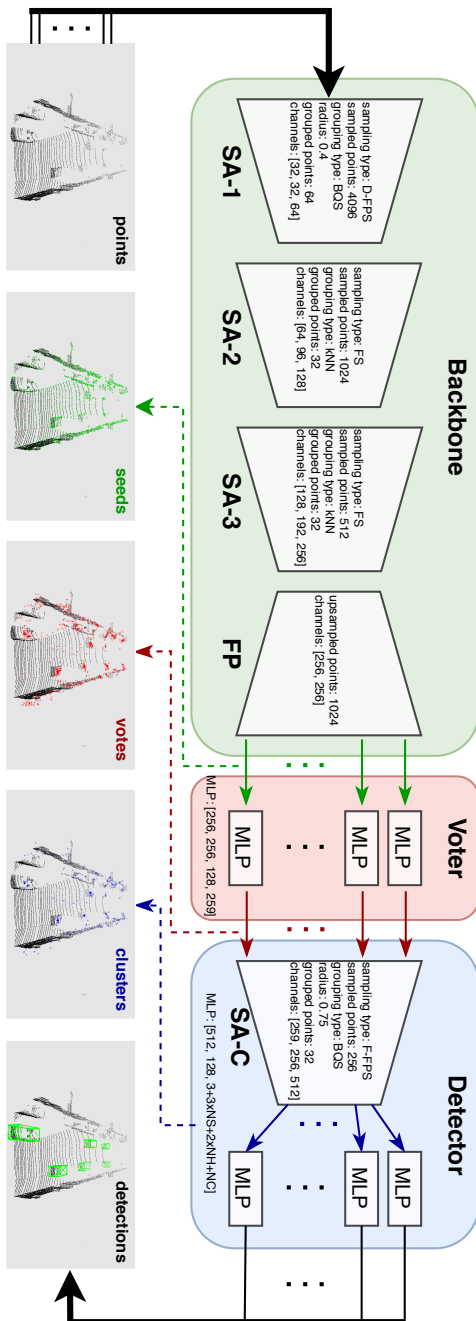 Backbone
sampling type: D-FPS
sampled points: 4096
grouping type: BQS
radius: 0.4
grouped points: 64
channels: [32, 32, 64]
SA-1
sampling type: FS
sampled points: 1024
grouping type: kNN
grouped points: 32
channels: [64, 96, 128]
SA-2
sampling type: FS
sampled points: 512
grouping type: kNN
grouped points: 32
channels: [128, 192, 256]
SA-3
upsampled points: 1024
channels: [256, 256]
FP
. . .
Voter
MLP
MLP
. . .
MLP
MLP: [256, 256, 128, 259]
. . .
Detector
sampling type: F-FPS
sampled points: 256
grouping type: BQS
radius: 0.75
grouped points: 32
channels: [259, 256, 512]
SA-C
. . .
MLP
MLP
. . .
MLP
MLP: [512, 128, 3+3xNS+2xNH+NC]
. . .
. . .
points
seeds
votes
clusters
detections